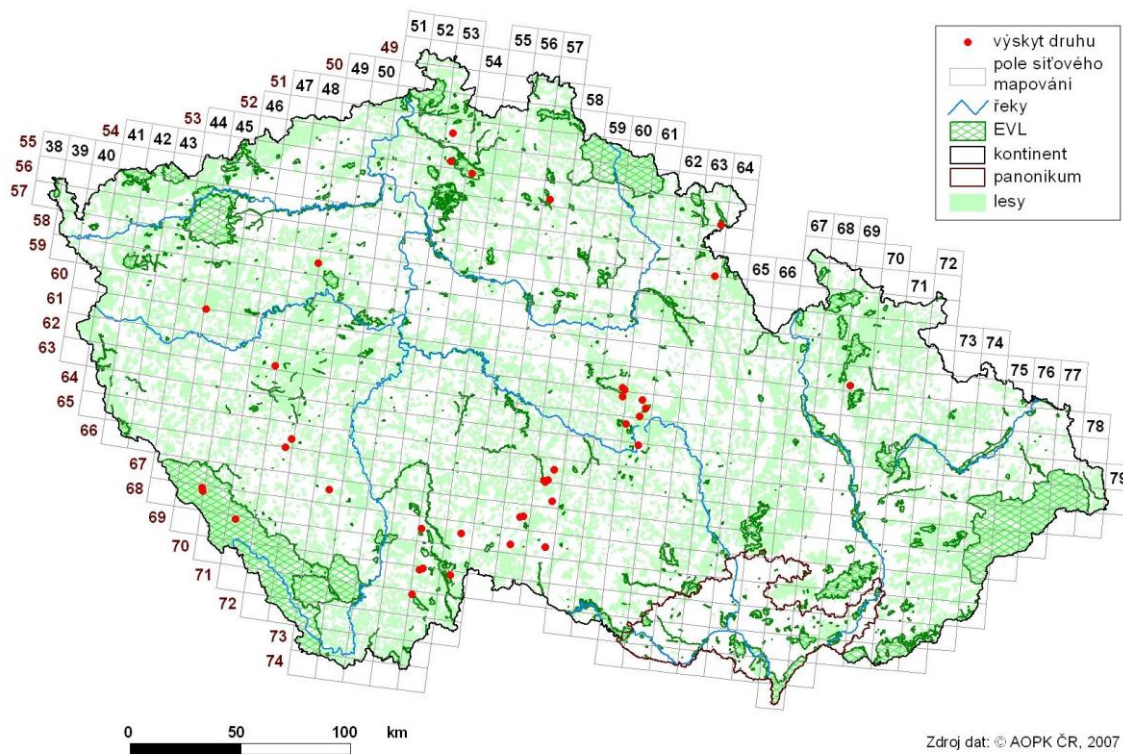 51 52 53
49
55 56 57
54
50
49 50
51
47 48
58
52
46
53
44 45
59 60 61
54
41 42 43
55
38 39 40
56
57
62 63 64
58
67 68 69
59
70
72
60
65 66
71
61
62
73 74
63
75 76 77
64
65
78
66
67
79
68
69
70
71
72
73
74
výskyt druhu
pole síťového
mapování
řeky
EVL
kontinent
panonikum
lesy
0 50 100 km
Zdroj dat: © AOPK ČR, 2007